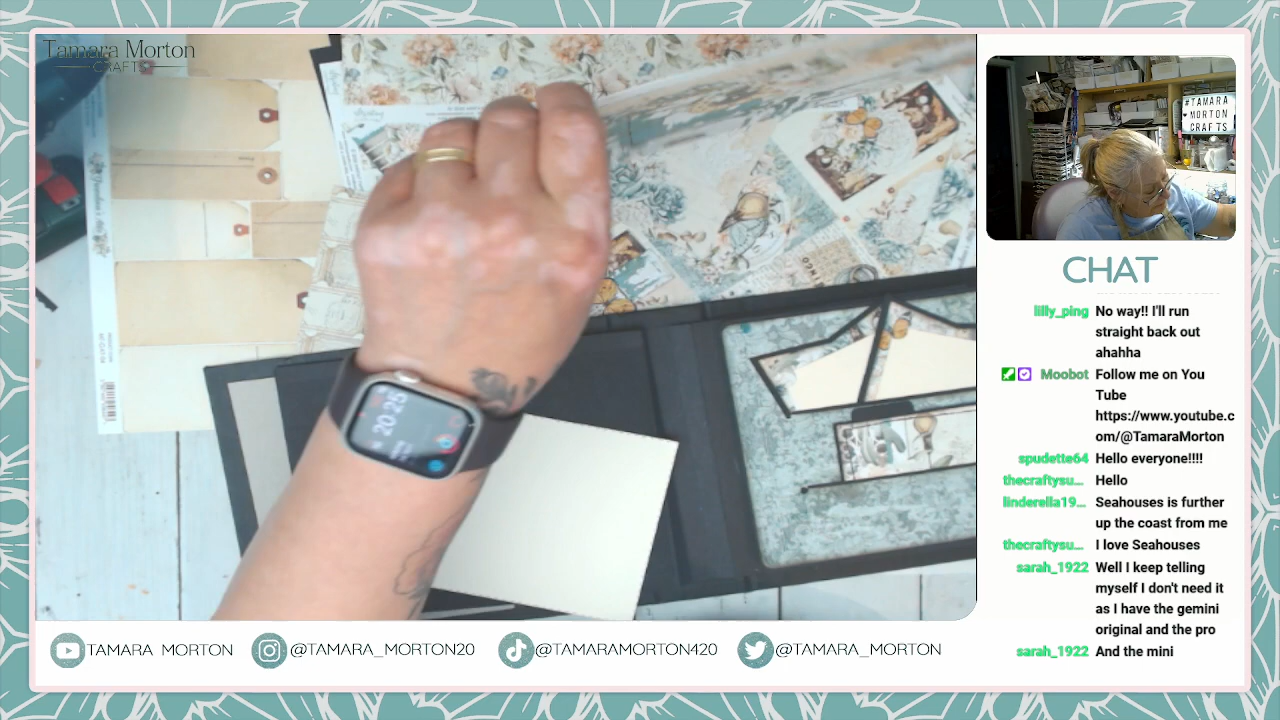 Tamara Morton
CRAFTS
20:25
#TAMARA
MORTON
CRAFTS
CHAT
lilly_ping No way!! I'll run
straight back out
ahahha
Moobot Follow me on You
Tube
https://www.youtube.c
om/@TamaraMorton
spudette64 Hello everyone!!!!
thecraftysu... Hello
linderella19... Seahouses is further
up the coast from me
thecraftysu... I love Seahouses
sarah_1922 Well I keep telling
myself I don't need it
as I have the gemini
original and the pro
sarah_1922 And the mini
TAMARA MORTON @TAMARA_MORTON20 @TAMARAMORTON420 @TAMARA_MORTON